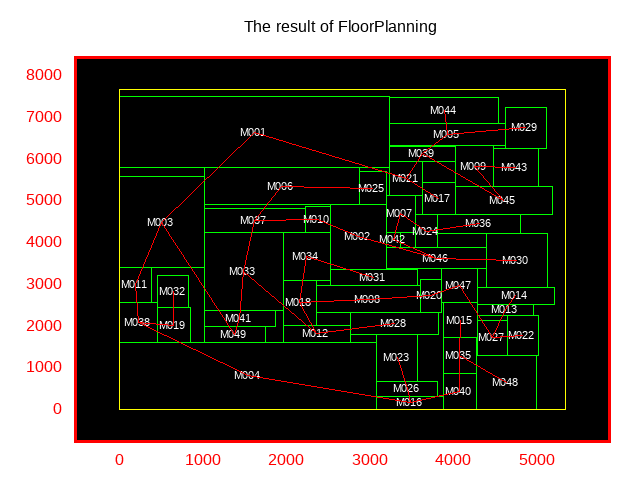 The result of FloorPlanning
8000
7000
6000
5000
4000
3000
2000
1000
0
0 1000 2000 3000 4000 5000
M044
M029
M001 M005
M039
M009 M043
M021
M006 M025
M017 M045
M007
M003 M037 M010 M036
M024
M002 M042
M034 M046 M030
M033 M031
M011 M047
M032 M020 M014
M018 M008
M013
M041 M015
M038 M019 M028
M049 M012 M027 M022
M023 M035
M004 M048
M026 M040
M016